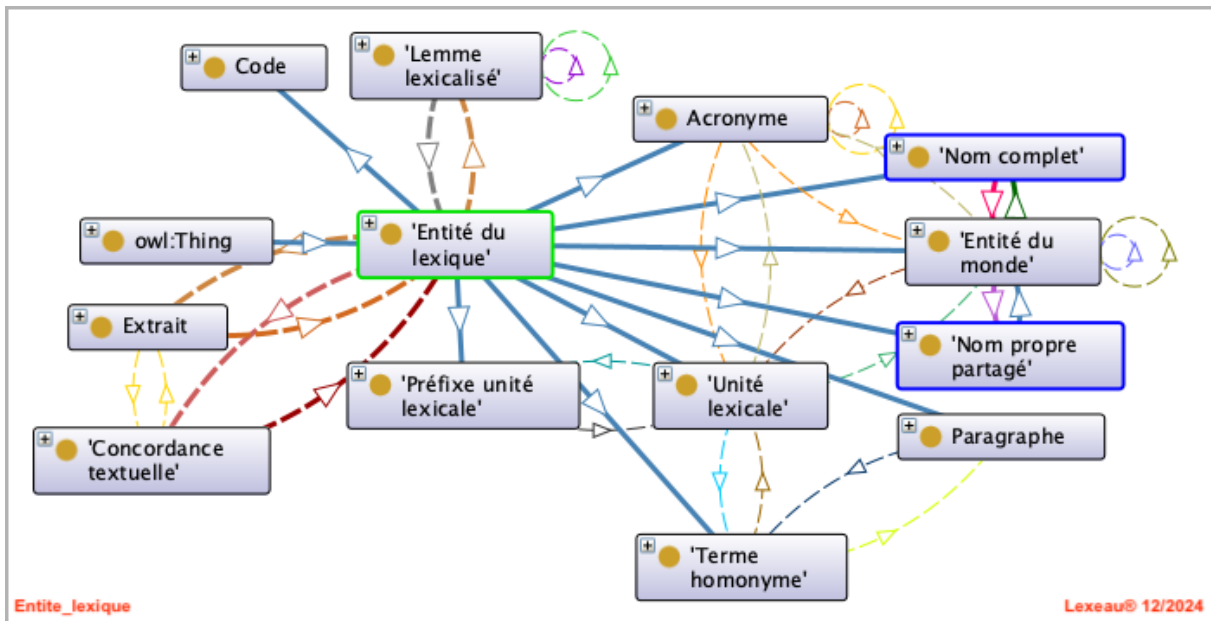 Code
'Lemme
lexicalisé'
Acronyme
'Nom complet'
owl:Thing
'Entité du
lexique'
'Entité du
monde'
Extrait
'Nom propre
partagé'
'Préfixe unité
lexicale'
'Unité
lexicale'
Paragraphe
'Concordance
textuelle'
'Terme
homonyme'
Entite_lexique
Lexeau® 12/2024